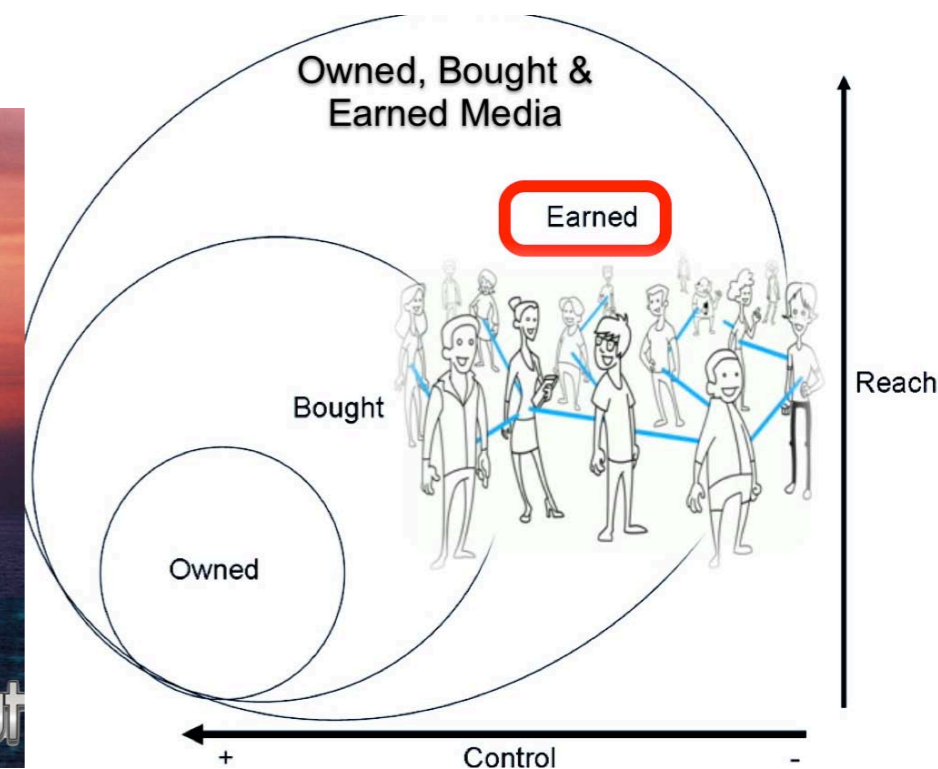 Owned, Bought &
Earned Media
Earned
Reach
Bought
Owned
+ Control -